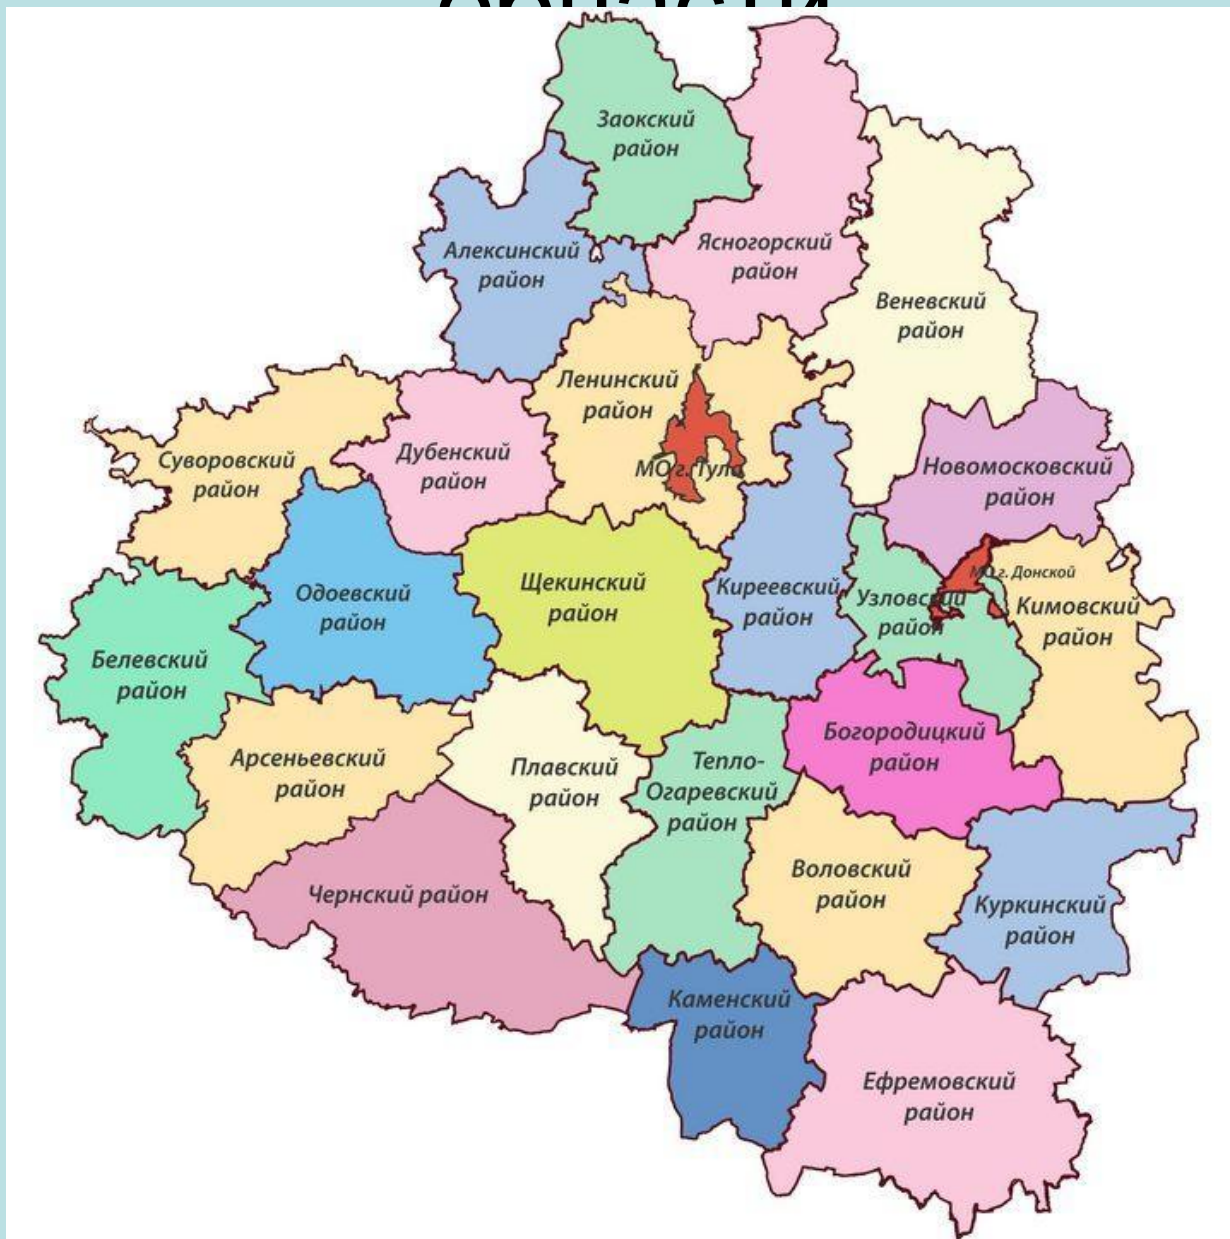 области
Заокский
район
Ясногорский
район
Алексинский
район
Веневский
район
Ленинский
район
МО г. Тула
Суворовский
район
Дубенский
район
Новомосковский
район
Одоевский
район
Щекинский
район
Киреевский
район
Узловский
район
МО г. Донской
Кимовский
район
Белевский
район
Арсеньевский
район
Плавский
район
Тепло-
Огаревский
район
Богородицкий
район
Чернский район
Воловский
район
Куркинский
район
Каменский
район
Ефремовский
район